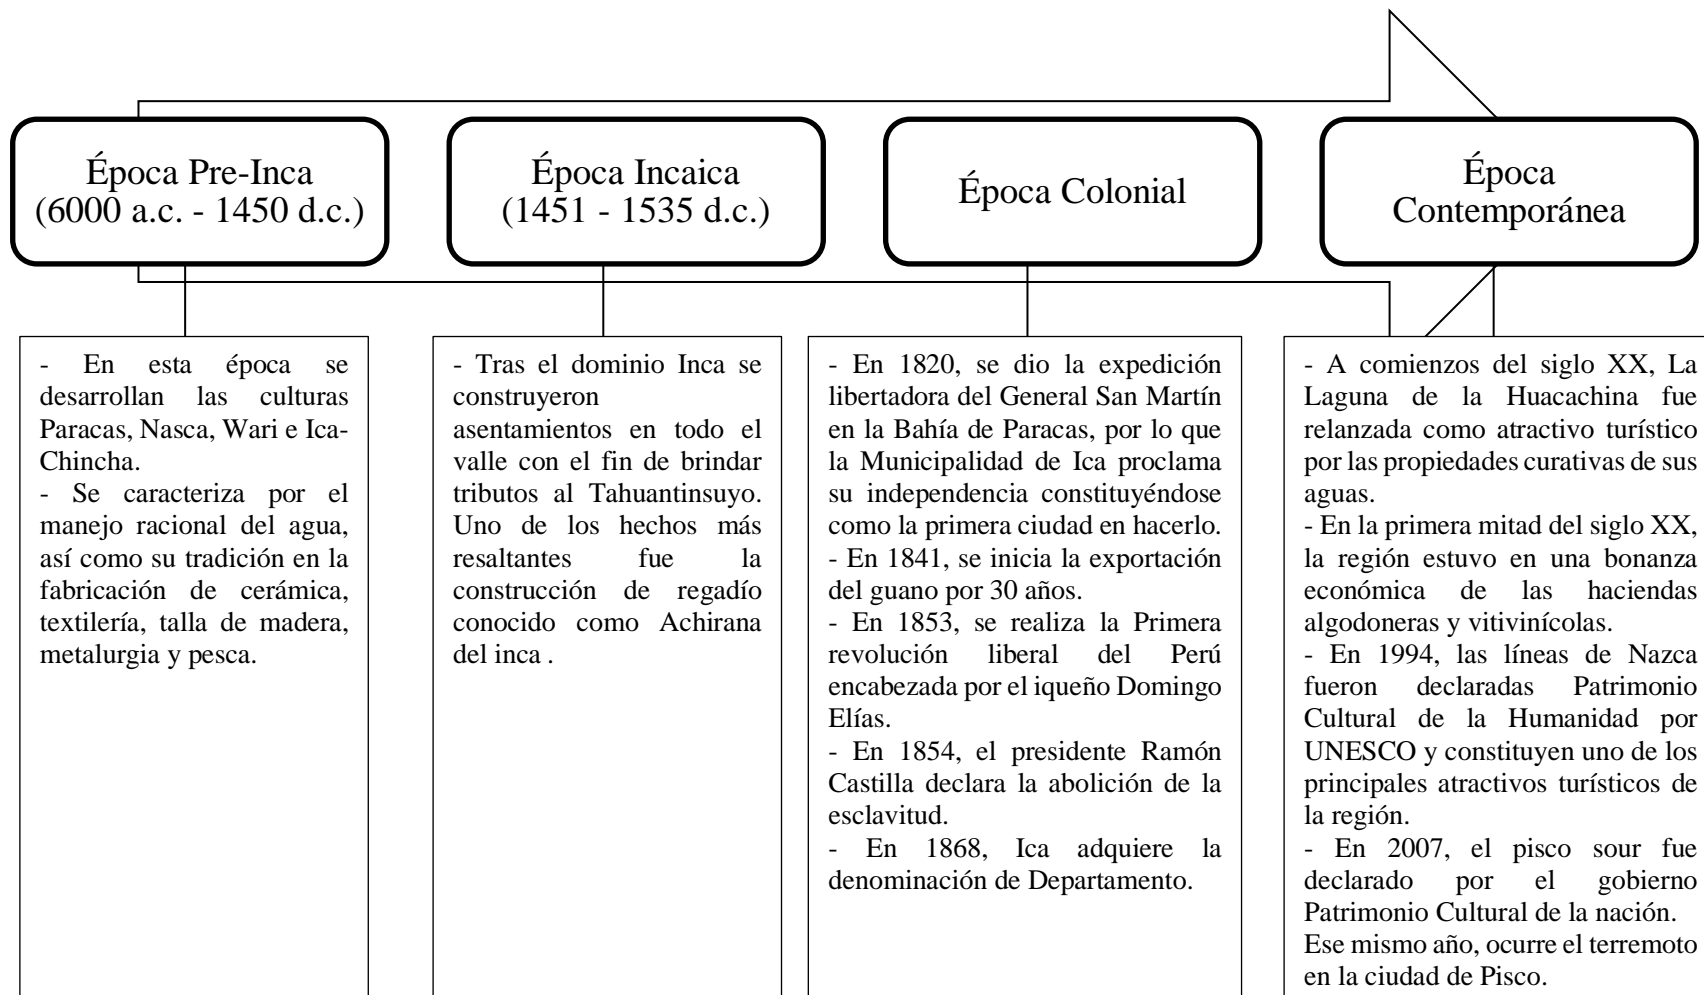 Época Pre-Inca
(6000 a.c. - 1450 d.c.)
Época Incaica
(1451 - 1535 d.c.)
Época Colonial
Época
Contemporánea
- En esta época se
desarrollan las culturas
Paracas, Nasca, Wari e Ica-
Chincha.
- Se caracteriza por el
manejo racional del agua,
así como su tradición en la
fabricación de cerámica,
textilería, talla de madera,
metalurgia y pesca.
- Tras el dominio Inca se
construyeron
asentamientos en todo el
valle con el fin de brindar
tributos al Tahuantinsuyo.
Uno de los hechos más
resaltantes fue la
construcción de regadío
conocido como Achirana
del inca .
- En 1820, se dio la expedición
libertadora del General San Martín
en la Bahía de Paracas, por lo que
la Municipalidad de Ica proclama
su independencia constituyéndose
como la primera ciudad en hacerlo.
- En 1841, se inicia la exportación
del guano por 30 años.
- En 1853, se realiza la Primera
revolución liberal del Perú
encabezada por el iqueño Domingo
Elías.
- En 1854, el presidente Ramón
Castilla declara la abolición de la
esclavitud.
- En 1868, Ica adquiere la
denominación de Departamento.
- A comienzos del siglo XX, La
Laguna de la Huacachina fue
relanzada como atractivo turístico
por las propiedades curativas de sus
aguas.
- En la primera mitad del siglo XX,
la región estuvo en una bonanza
económica de las haciendas
algodoneras y vitivinícolas.
- En 1994, las líneas de Nazca
fueron declaradas Patrimonio
Cultural de la Humanidad por
UNESCO y constituyen uno de los
principales atractivos turísticos de
la región.
- En 2007, el pisco sour fue
declarado por el gobierno
Patrimonio Cultural de la nación.
Ese mismo año, ocurre el terremoto
en la ciudad de Pisco.